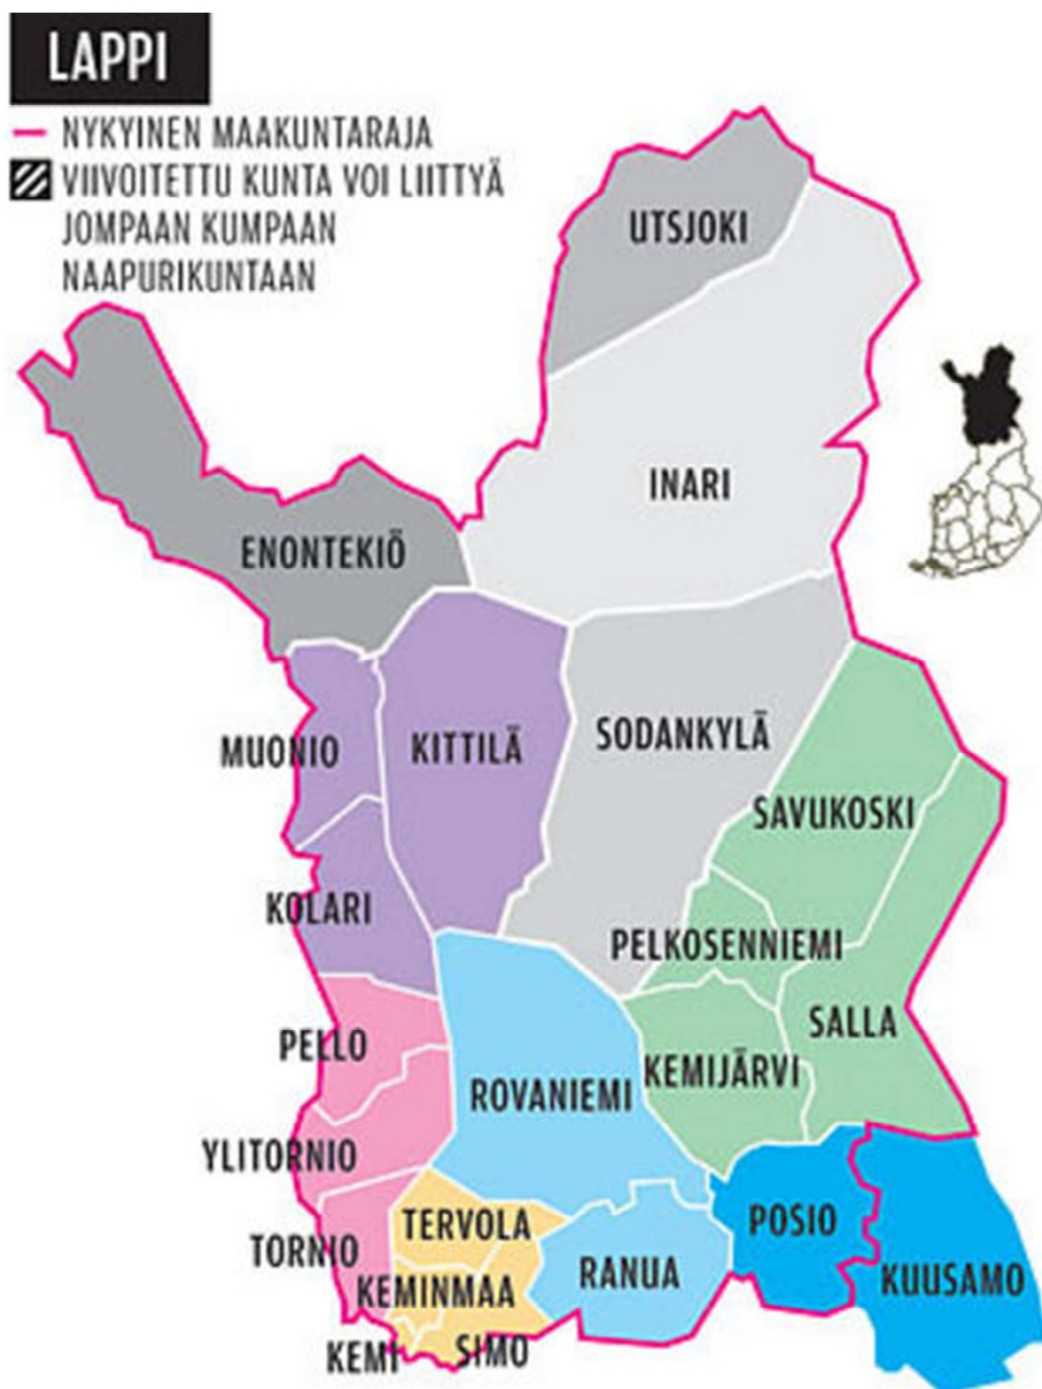 LAPPI
NYKYINEN MAAKUNTARAJA
VIIVOITETTU KUNTA VOI LIITTYÄ
JOMPAAN KUMPAAN
NAAPURIKUNTAAN
UTSJOKI
INARI
ENONTEKIÖ
MUONIO
KITTILÄ
SODANKYLÄ
SAVUKOSKI
KOLARI
PELKOSENNIEMI
SALLA
PELLO
KEMIJÄRVI
ROVANIEMI
YLITORNIO
TERVOLA
POSIO
TORNIO
RANUA
KUUSAMO
KEMINMAA
KEMI
SIMO